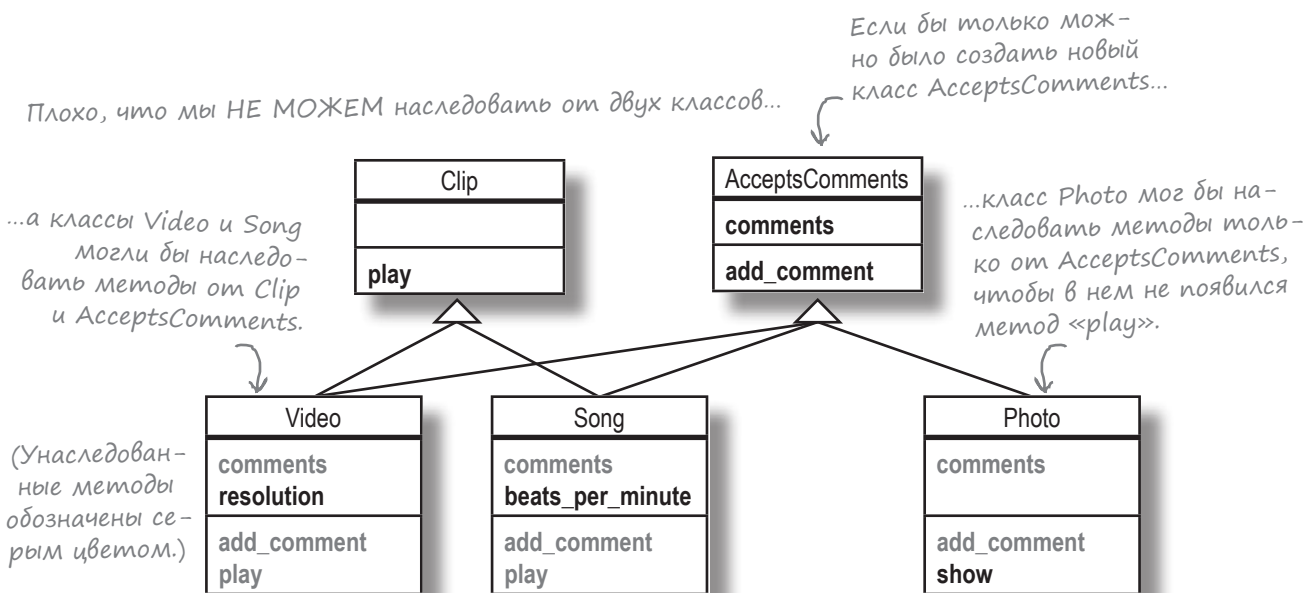 Если бы только мож-
но было создать новый
класс AcceptsComments...
Плохо, что мы НЕ МОЖЕМ наследовать от двух классов...
Clip
play
AcceptsComments
comments
add_comment
...а классы Video и Song
могли бы наследо-
вать методы от Clip
и AcceptsComments.
...класс Photo мог бы на-
следовать методы толь-
ко от AcceptsComments,
чтобы в нем не появился
метод «play».
(Унаследован-
ные методы
обозначены се-
рым цветом.)
Video
comments
resolution
add_comment
play
Song
comments
beats_per_minute
add_comment
play
Photo
comments
add_comment
show